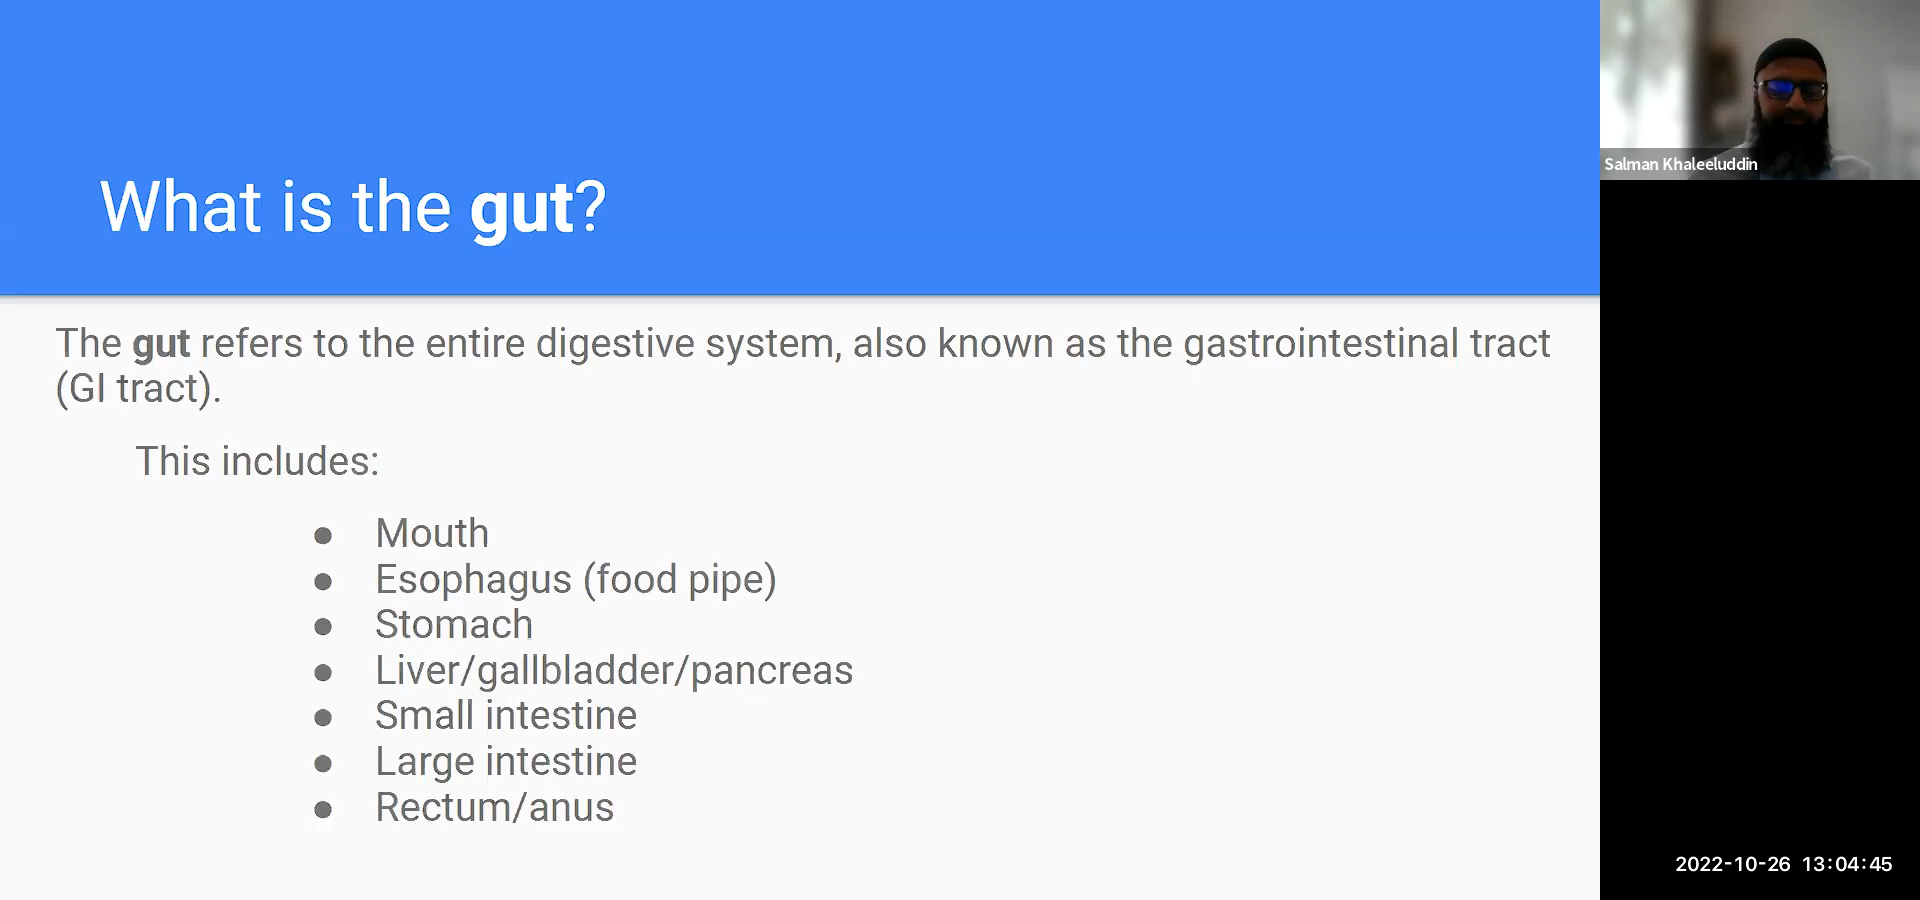 What is the gut?
The gut refers to the entire digestive system, also known as the gastrointestinal tract
(GI tract).
This includes:
● Mouth
● Esophagus (food pipe)
● Stomach
● Liver/gallbladder/pancreas
● Small intestine
● Large intestine
● Rectum/anus
Salman Khaleeluddin
2022-10-26 13:04:45